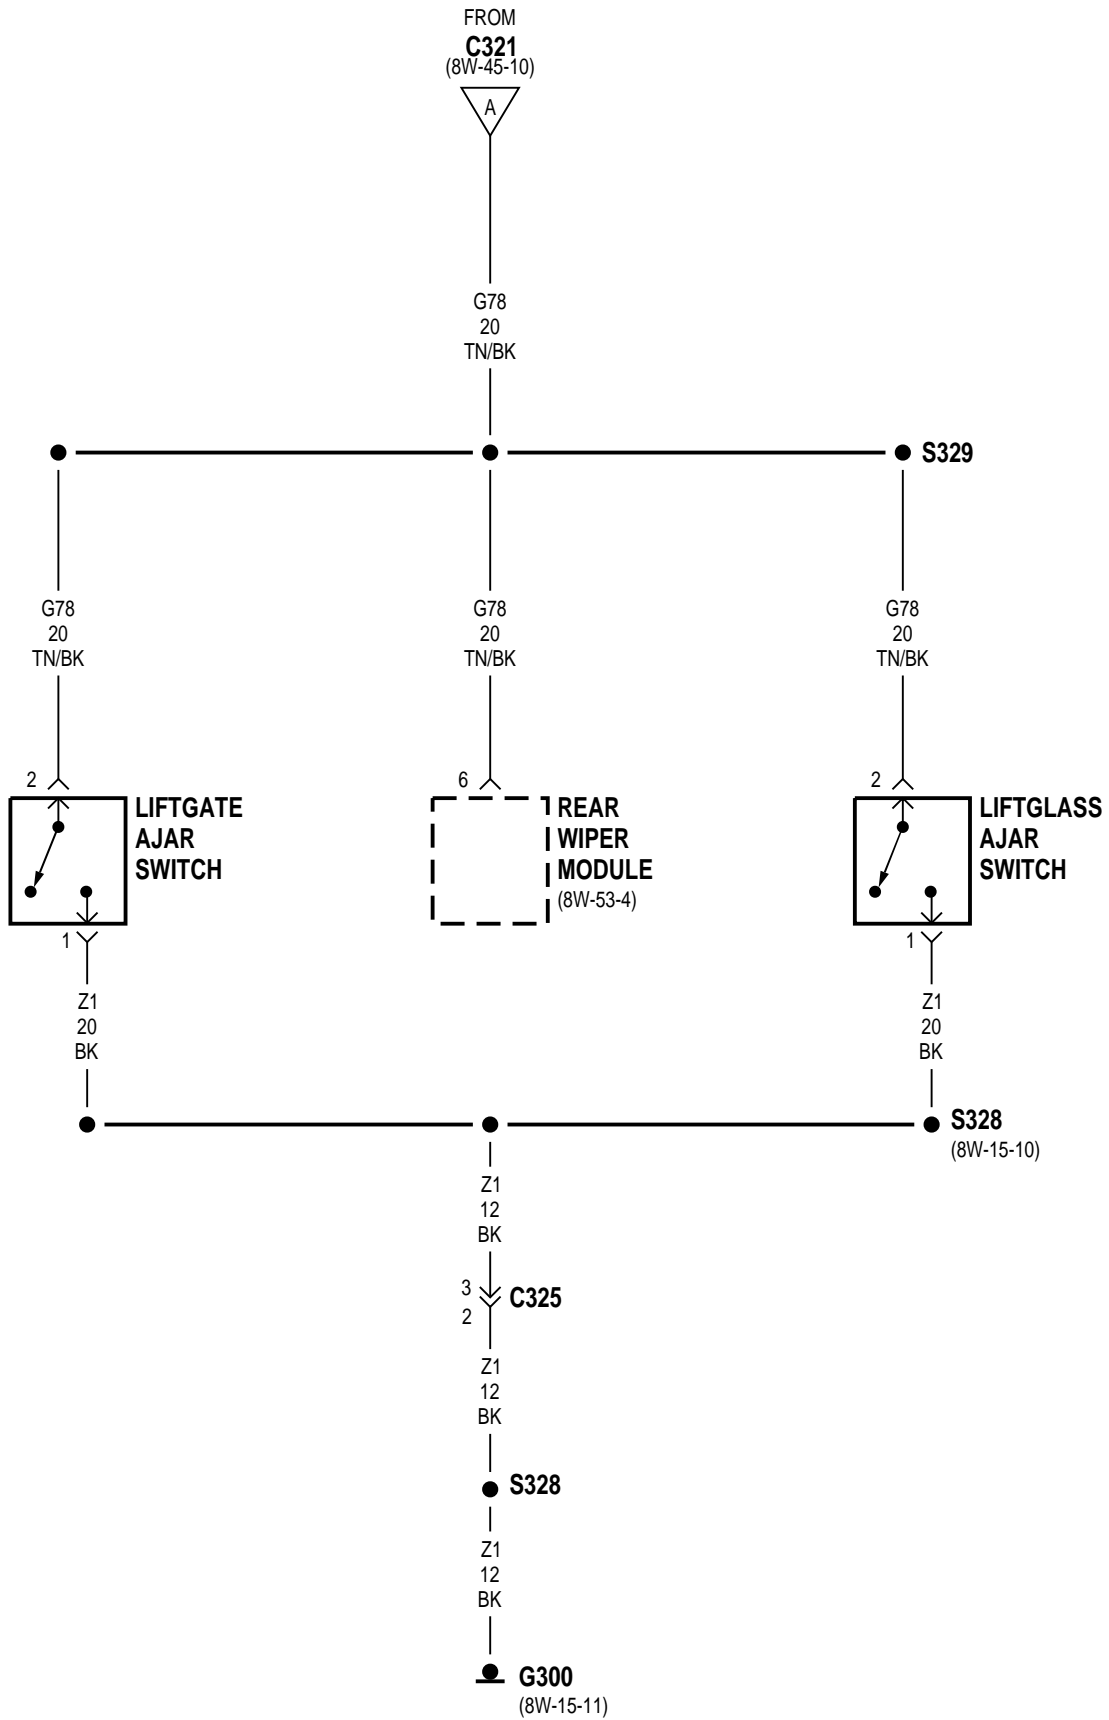 FROM
C321
(8W-45-10)
A
G78
20
TN/BK
S329
G78
20
TN/BK
G78
20
TN/BK
G78
20
TN/BK
2
LIFTGATE
AJAR
SWITCH
1
6
REAR
WIPER
MODULE
(8W-53-4)
2
LIFTGLASS
AJAR
SWITCH
1
Z1
20
BK
Z1
20
BK
S328
(8W-15-10)
Z1
12
BK
3
C325
2
Z1
12
BK
S328
Z1
12
BK
G300
(8W-15-11)